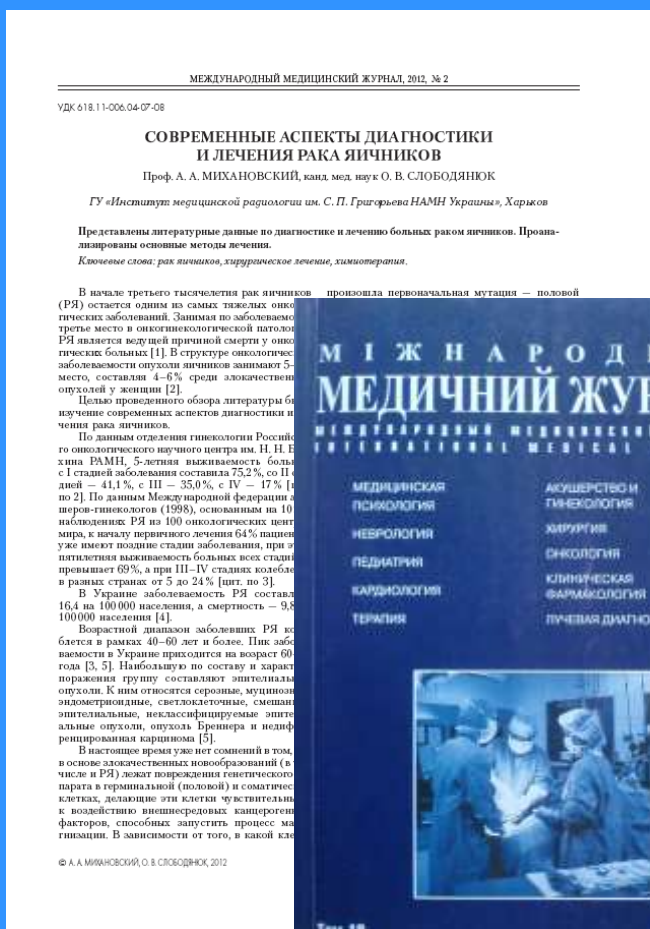 МЕЖДУНАРОДНЫЙ МЕДИЦИНСКИЙ ЖУРНАЛ, 2012, № 2
УДК 618.11-006.04-07-08
СОВРЕМЕННЫЕ АСПЕКТЫ ДИАГНОСТИКИ
И ЛЕЧЕНИЯ РАКА ЯИЧНИКОВ
Проф. А. А. МИХАНОВСКИЙ, канд. мед. наук О. В. СЛОБОДЯНЮК
ГУ «Институт медицинской радиологии им. С. П. Григорьева НАМН Украины», Харьков
Представлены литературные данные по диагностике и лечению больных раком яичников. Проана-
лизированы основные методы лечения.
Ключевые слова: рак яичников, хирургическое лечение, химиотерапия.
В начале третьего тысячелетия рак яичников
(РЯ) остается одним из самых тяжелых онко
гических заболеваний. Занимая по заболеваемо
третье место в онкогинекологической патолог
РЯ является ведущей причиной смерти у онко
гических больных [1]. В структуре онкологичес
заболеваемости опухоли яичников занимают 5–
место, составляя 4–6% среди злокачествен
опухолей у женщин [2].
Целью проведенного обзора литературы б
изучение современных аспектов диагностики и
чения рака яичников.
По данным отделения гинекологии Российс
го онкологического научного центра им. Н. Н. Б
хина РАМН, 5-летняя выживаемость боль
с I стадией заболевания составила 75,2%, со II с
дией — 41,1%, с III — 35,0%, с IV — 17% [ц
по 2]. По данным Международной федерации а
шеров-гинекологов (1998), основанным на 10
наблюдениях РЯ из 100 онкологических цент
мира, к началу первичного лечения 64% пациен
уже имеют поздние стадии заболевания, при э
пятилетняя выживаемость больных всех стади
превышает 69%, а при III–IV стадиях колебле
в разных странах от 5 до 24% [цит. по 3].
В Украине заболеваемость РЯ составл
16,4 на 100 000 населения, а смертность — 9,8
100 000 населения [4].
Возрастной диапазон заболевших РЯ ко
блется в рамках 40–60 лет и более. Пик забо
ваемости в Украине приходится на возраст 60–
года [3, 5]. Наибольшую по составу и характ
поражения группу составляют эпителиаль
опухоли. К ним относятся серозные, муцинозн
эндометриоидные, светлоклеточные, смешан
эпителиальные, неклассифицируемые эпите
альные опухоли, опухоль Бреннера и недиф
ренцированная карцинома [5].
В настоящее время уже нет сомнений в том,
в основе злокачественных новообразований (в
числе и РЯ) лежат повреждения генетического
парата в герминальной (половой) и соматичес
клетках, делающие эти клетки чувствительны
к воздействию внешнесредовых канцероген
факторов, способных запустить процесс ма
гнизации. В зависимости от того, в какой кле
произошла первоначальная мутация — половой
© А. А. МИХАНОВСКИЙ, О. В. СЛОБОДЯНЮК, 2012
МІЖНАРОД
МЕДИЧНИЙ ЖУР
МЕЖДУНАРОДНЫЙ МЕДИЦИНСКИ
INTERNATIONAL MEDICAL
МЕДИЦИНСКАЯ
ПСИХОЛОГИЯ
НЕВРОЛОГИЯ
ПЕДИАТРИЯ
КАРДИОЛОГИЯ
ТЕРАПИЯ
АКУШЕРСТВО И
ГИНЕКОЛОГИЯ
ХИРУРГИЯ
ОНКОЛОГИЯ
КЛИНИЧЕСКАЯ
ФАРМАКОЛОГИЯ
ЛУЧЕВАЯ ДИАГНО